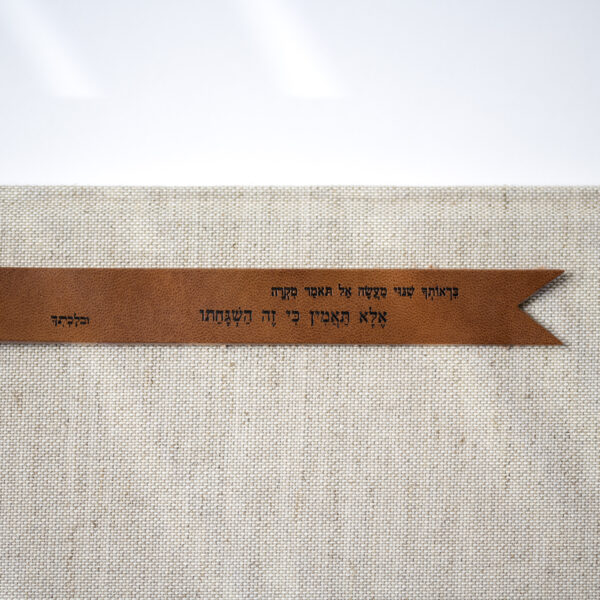 בִּרְאוֹתְךָ שִׁנּוּי מַעֲשֶׂה אַל תֹּאמַר מִקְרֶה
אֶלָּא תַּאֲמִין כִּי זֶה הַשְׁגָּחָתוֹ
וּבְלֶכְתְּךָ